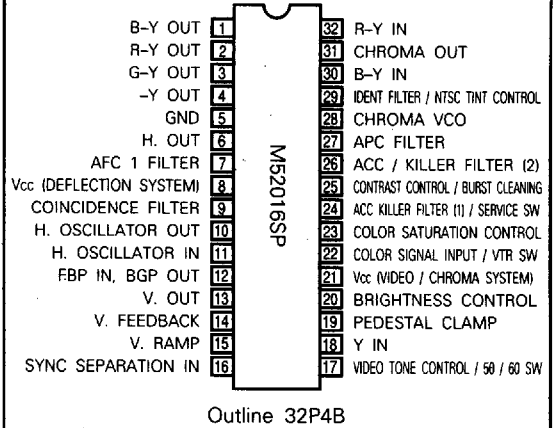 B-Y OUT 1
R-Y OUT 2
G-Y OUT 3
-Y OUT 4
GND 5
H. OUT 6
AFC 1 FILTER 7
Vcc (DEFLECTION SYSTEM) 8
COINCIDENCE FILTER 9
H. OSCILLATOR OUT 10
H. OSCILLATOR IN 11
FBP IN, BGP OUT 12
V. OUT 13
V. FEEDBACK 14
V. RAMP 15
SYNC SEPARATION IN 16
M52016SP
32 R-Y IN
31 CHROMA OUT
30 B-Y IN
29 IDENT FILTER / NTSC TINT CONTROL
28 CHROMA VCO
27 APC FILTER
26 ACC / KILLER FILTER (2)
25 CONTRAST CONTROL / BURST CLEANING
24 ACC KILLER FILTER (1) / SERVICE SW
23 COLOR SATURATION CONTROL
22 COLOR SIGNAL INPUT / VTR SW
21 Vcc (VIDEO / CHROMA SYSTEM)
20 BRIGHTNESS CONTROL
19 PEDESTAL CLAMP
18 Y IN
17 VIDEO TONE CONTROL / 50 / 60 SW
Outline 32P4B